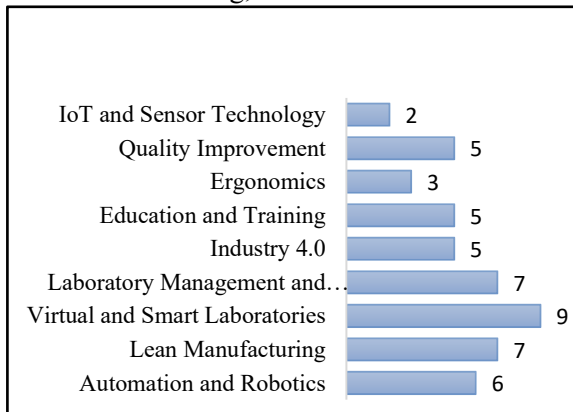 IoT and Sensor Technology 2
Quality Improvement 5
Ergonomics 3
Education and Training 5
Industry 4.0 5
Laboratory Management and… 7
Virtual and Smart Laboratories 9
Lean Manufacturing 7
Automation and Robotics 6